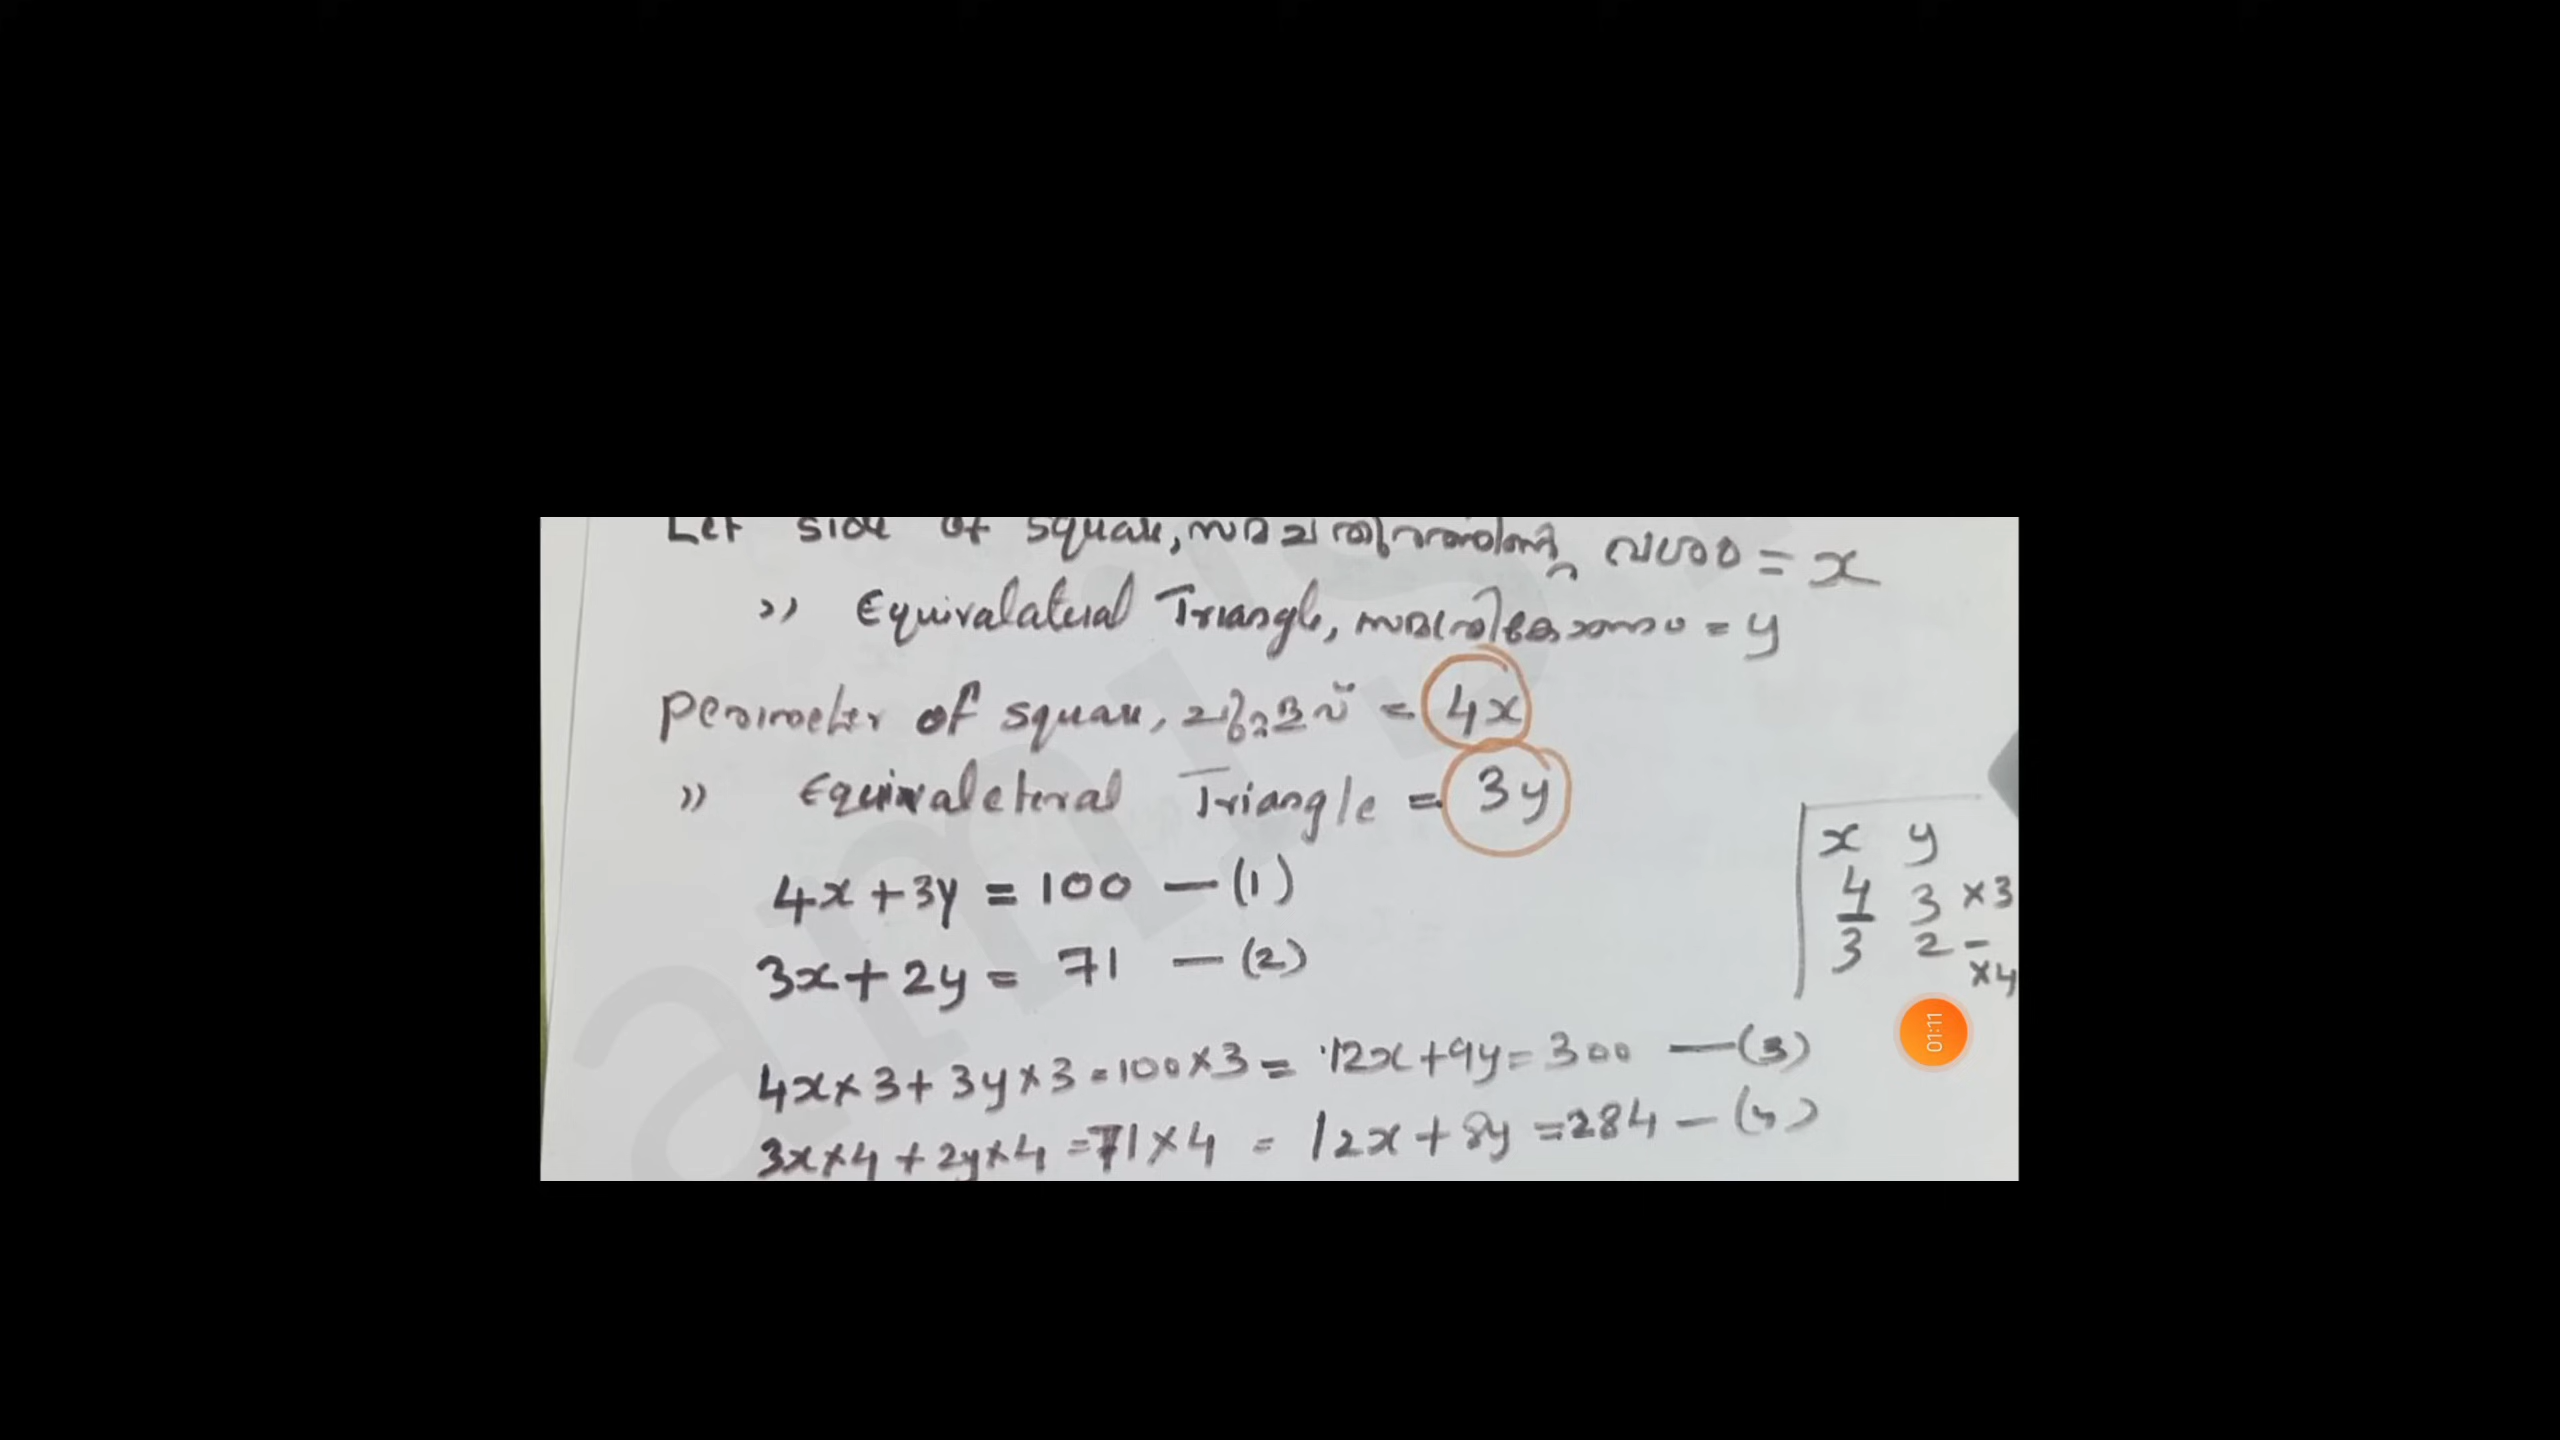 Let side of square, സമചതുരത്തിന്റെ വശം = x
" Equivalateral Triangle, സമത്രികോണം = y
Perimeter of square, ചുറ്റളവ് = 4x
" Equivaleteral Triangle = 3y
4x + 3y = 100 — (1)
3x + 2y = 71 — (2)
x y
4 3 ×3
3 2 – ×4
4x×3 + 3y×3 = 100×3 = 12x + 9y = 300 — (3)
3x×4 + 2y×4 = 71×4 = 12x + 8y = 284 — (4)
01:11